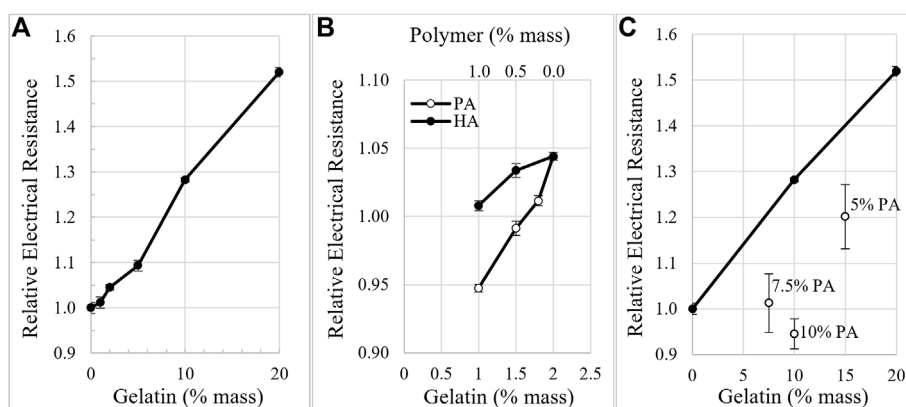 A
Relative Electrical Resistance
1.6
1.5
1.4
1.3
1.2
1.1
1.0
0.9
0
10
20
Gelatin (% mass)
B
Polymer (% mass)
1.0 0.5 0.0
Relative Electrical Resistance
1.10
1.05
1.00
0.95
0.90
PA
HA
0 0.5 1 1.5 2 2.5
Gelatin (% mass)
C
Relative Electrical Resistance
1.6
1.5
1.4
1.3
1.2
1.1
1.0
0.9
5% PA
7.5% PA
10% PA
0 5 10 15 20
Gelatin (% mass)